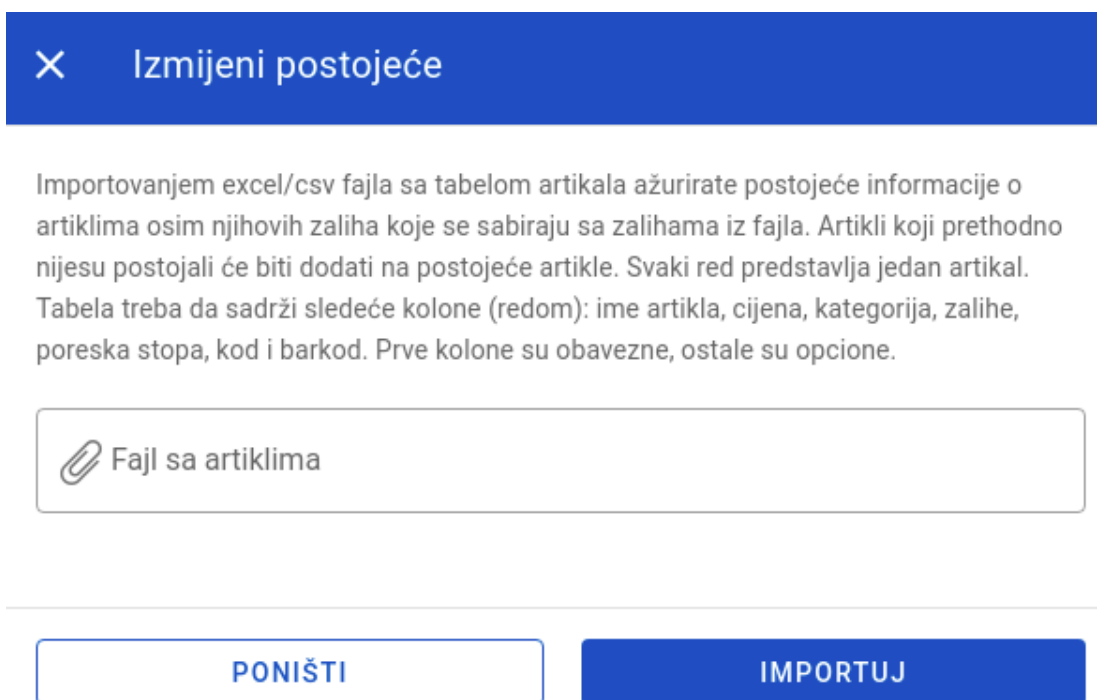 Izmijeni postojeće
Importovanjem excel/csv fajla sa tabelom artikala ažurirate postojeće informacije o
artiklima osim njihovih zaliha koje se sabiraju sa zalihama iz fajla. Artikli koji prethodno
nijesu postojali će biti dodati na postojeće artikle. Svaki red predstavlja jedan artikal.
Tabela treba da sadrži sledeće kolone (redom): ime artikla, cijena, kategorija, zalihe,
poreska stopa, kod i barkod. Prve kolone su obavezne, ostale su opcione.
Fajl sa artiklima
PONIŠTI
IMPORTUJ